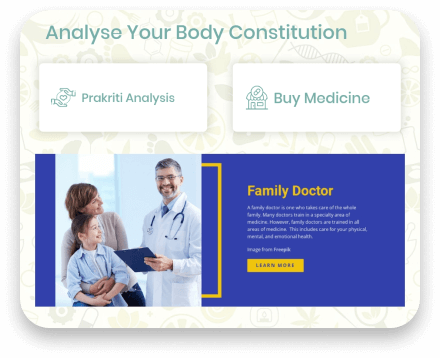 Analyse Your Body Constitution
Prakriti Analysis
Buy Medicine
Family Doctor
A family doctor is one who takes care of the whole
family. Many doctors train in a specialty area of
medicine. However, family doctors are trained in all
areas of medicine. This includes care for your physical,
mental, and emotional health.
Image from Freepik
LEARN MORE